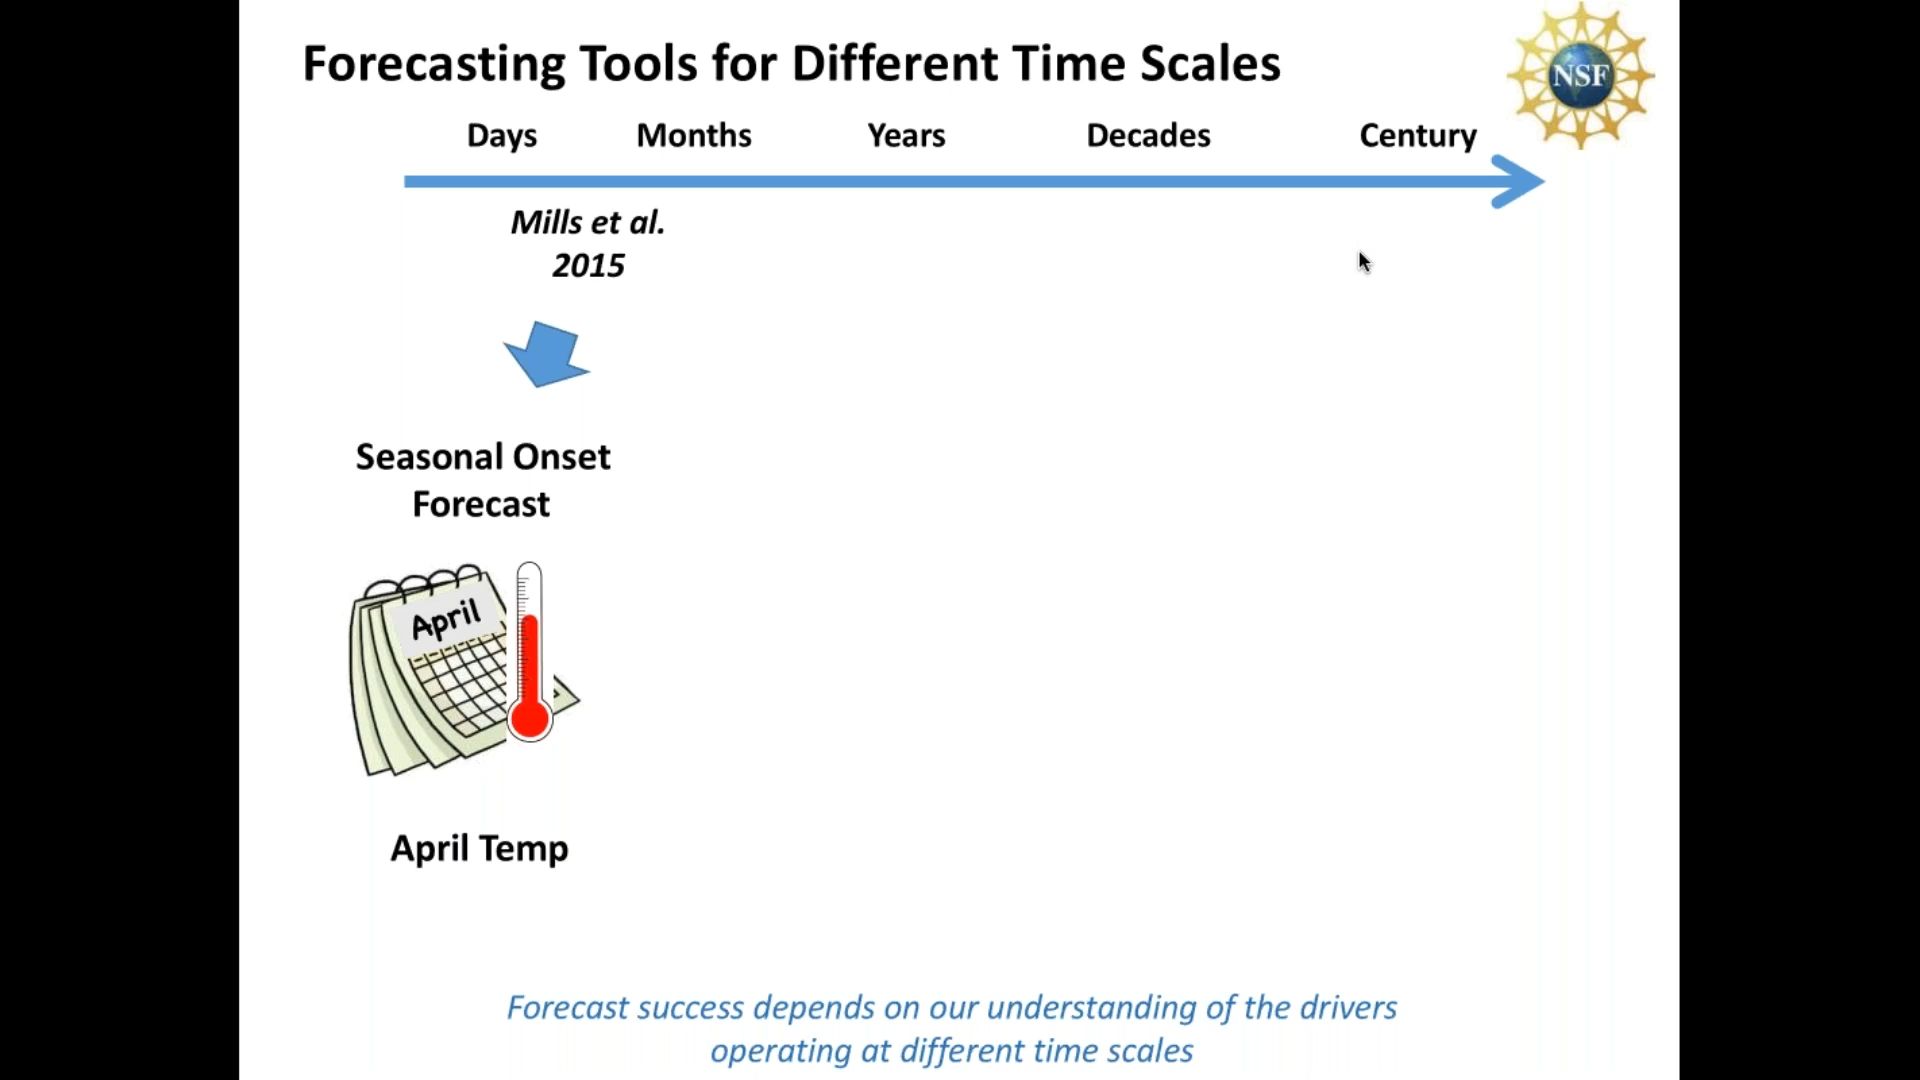 Forecasting Tools for Different Time Scales
NSF
Days Months Years Decades Century
Mills et al.
2015
Seasonal Onset
Forecast
April
April Temp
Forecast success depends on our understanding of the drivers
operating at different time scales